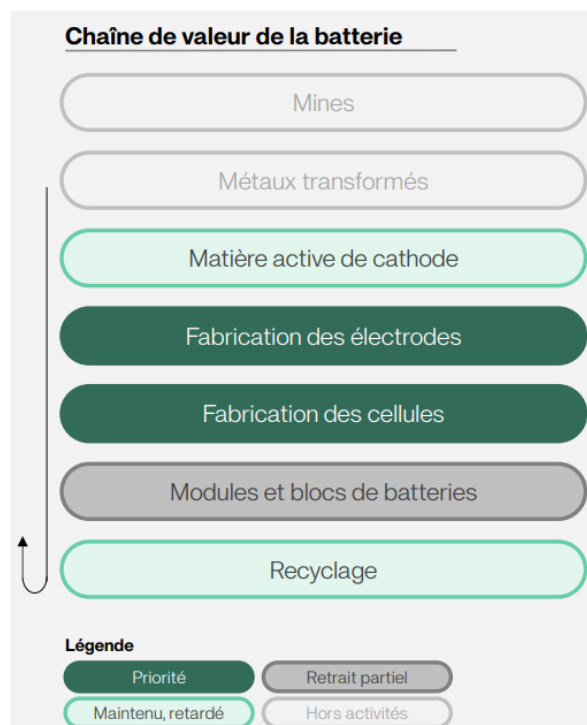 Chaîne de valeur de la batterie
Mines
Métaux transformés
Matière active de cathode
Fabrication des électrodes
Fabrication des cellules
Modules et blocs de batteries
Recyclage
Légende
Priorité Retrait partiel
Maintenu, retardé Hors activités